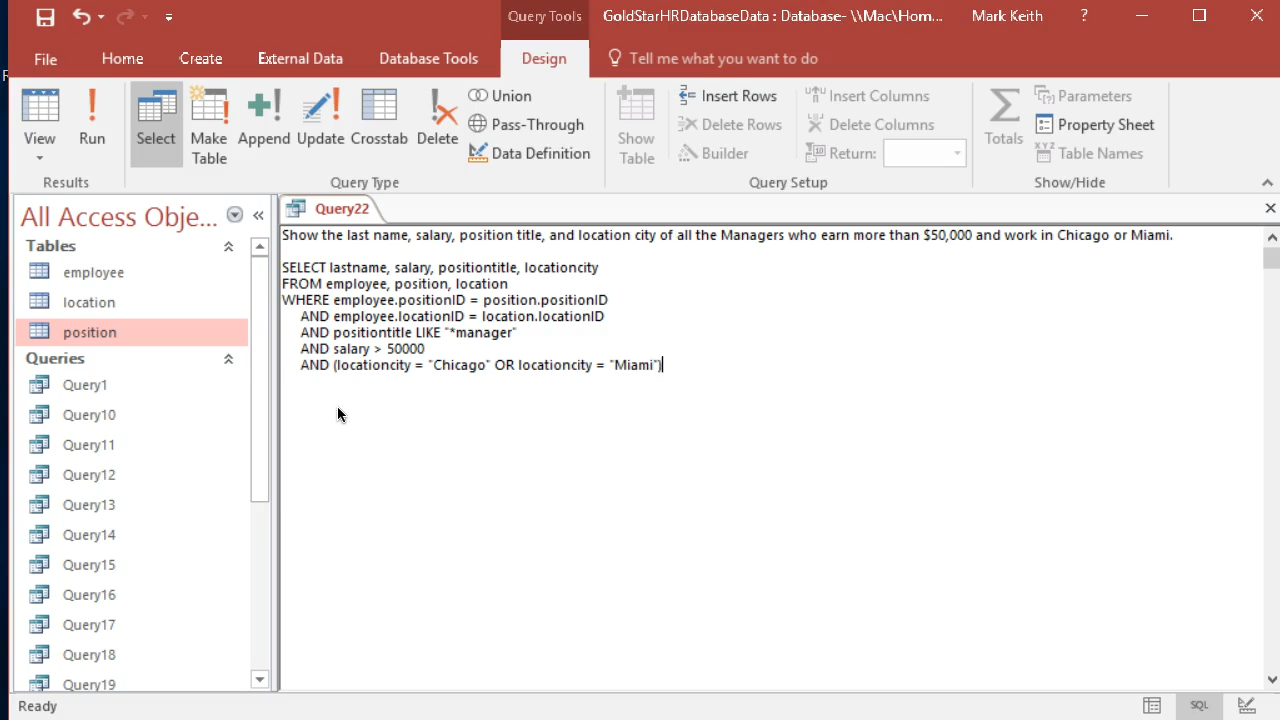 Query Tools
GoldStarHRDatabaseData : Database- \\Mac\Hom...
Mark Keith
?
File
Home
Create
External Data
Database Tools
Design
Tell me what you want to do
View
Run
Select
Make Table
Append
Update
Crosstab
Delete
Union
Pass-Through
Data Definition
Show Table
Insert Rows
Delete Rows
Builder
Insert Columns
Delete Columns
Return:
Totals
Parameters
Property Sheet
Table Names
Results
Query Type
Query Setup
Show/Hide
All Access Obje...
Tables
employee
location
position
Queries
Query1
Query10
Query11
Query12
Query13
Query14
Query15
Query16
Query17
Query18
Query19
Query22
Show the last name, salary, position title, and location city of all the Managers who earn more than $50,000 and work in Chicago or Miami.
SELECT lastname, salary, positiontitle, locationcity
FROM employee, position, location
WHERE employee.positionID = position.positionID
AND employee.locationID = location.locationID
AND positiontitle LIKE "*manager"
AND salary > 50000
AND (locationcity = "Chicago" OR locationcity = "Miami")
Ready
SQL